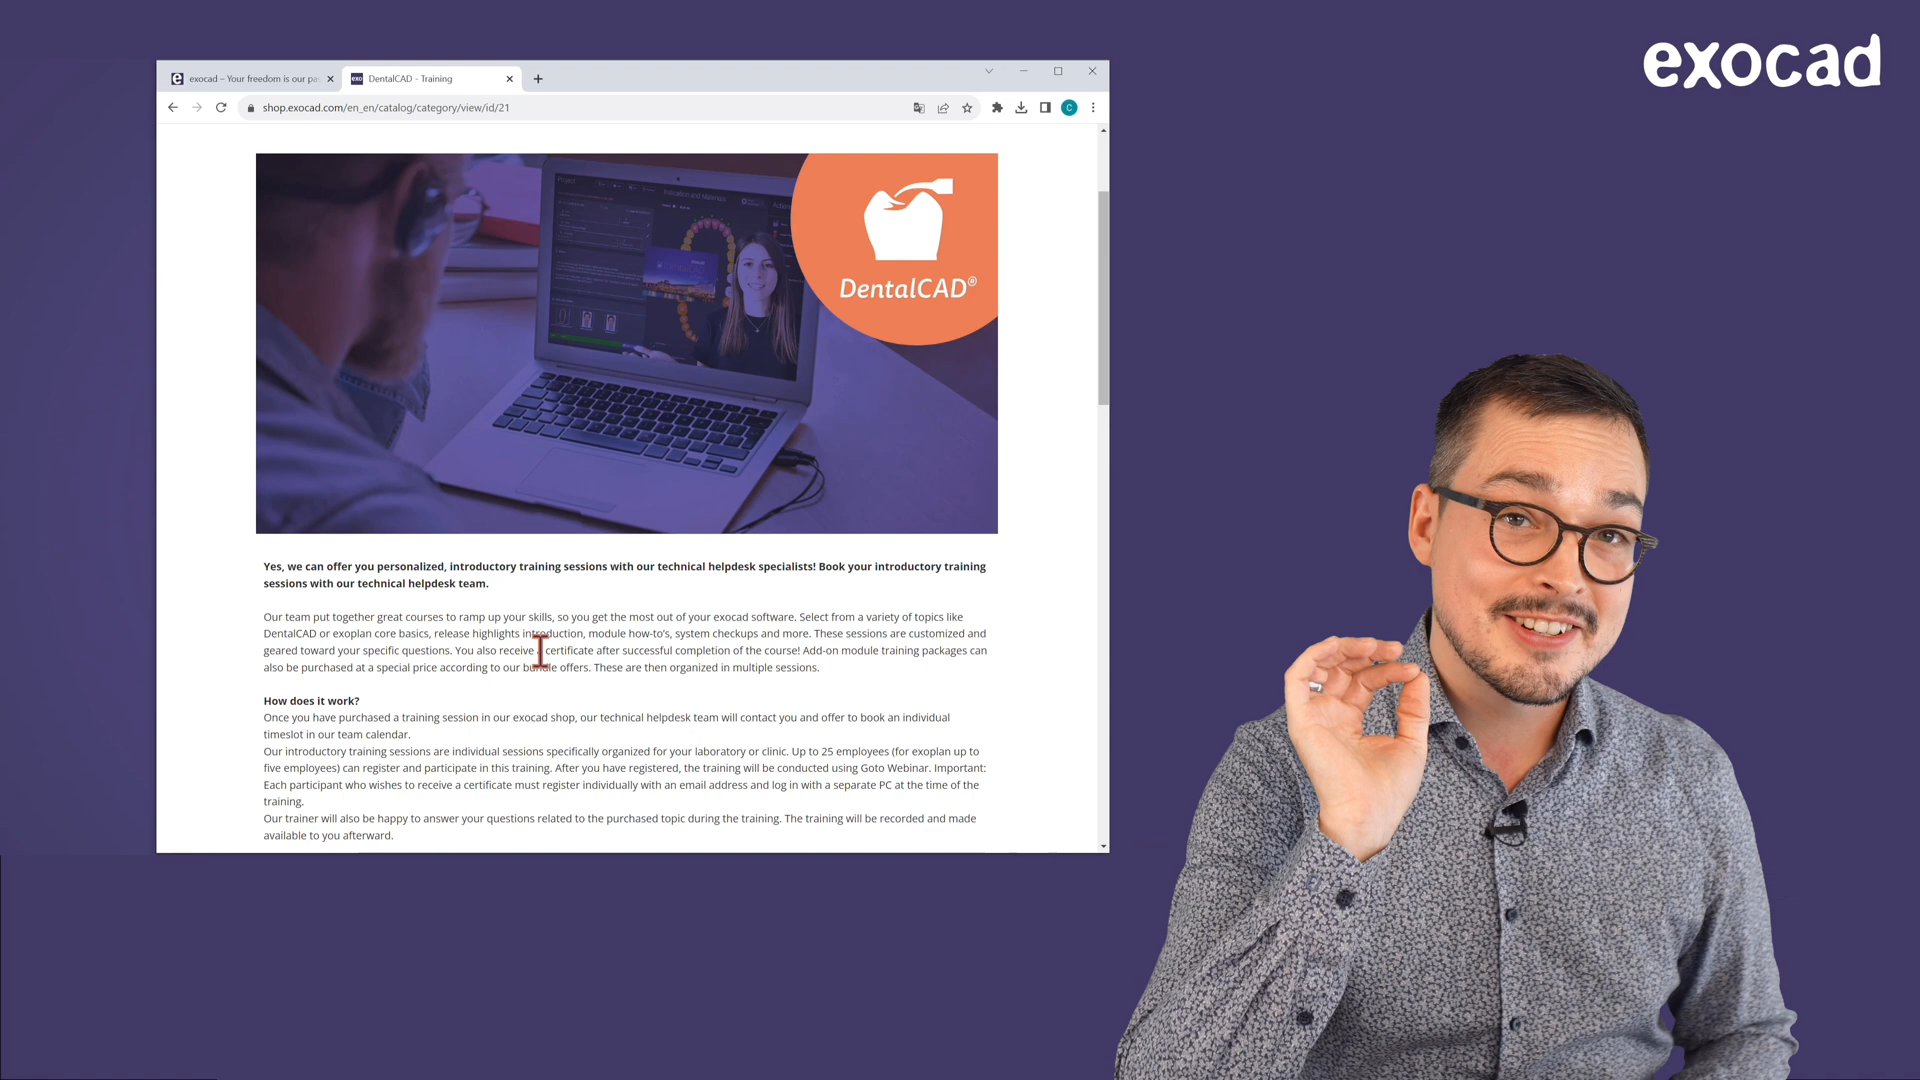 exocad
exocad – Your freedom is our pa
DentalCAD - Training
shop.exocad.com/en_en/catalog/category/view/id/21
C
Project
Indication and Materials
DentalCAD®
Yes, we can offer you personalized, introductory training sessions with our technical helpdesk specialists! Book your introductory training
sessions with our technical helpdesk team.
Our team put together great courses to ramp up your skills, so you get the most out of your exocad software. Select from a variety of topics like
DentalCAD or exoplan core basics, release highlights introduction, module how-to's, system checkups and more. These sessions are customized and
geared toward your specific questions. You also receive a certificate after successful completion of the course! Add-on module training packages can
also be purchased at a special price according to our bundle offers. These are then organized in multiple sessions.
How does it work?
Once you have purchased a training session in our exocad shop, our technical helpdesk team will contact you and offer to book an individual
timeslot in our team calendar.
Our introductory training sessions are individual sessions specifically organized for your laboratory or clinic. Up to 25 employees (for exoplan up to
five employees) can register and participate in this training. After you have registered, the training will be conducted using Goto Webinar. Important:
Each participant who wishes to receive a certificate must register individually with an email address and log in with a separate PC at the time of the
training.
Our trainer will also be happy to answer your questions related to the purchased topic during the training. The training will be recorded and made
available to you afterward.